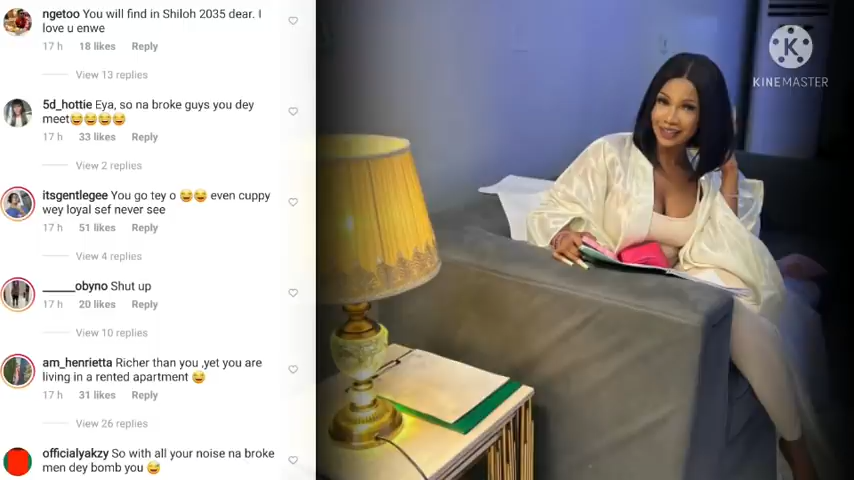 ngetoo You will find in Shiloh 2035 dear. I
love u enwe
17 h 18 likes Reply
View 13 replies
5d_hottie Eya, so na broke guys you dey
meet😂😂😂😂
17 h 33 likes Reply
View 2 replies
itsgentlegee You go tey o 😂😂 even cuppy
wey loyal sef never see
17 h 51 likes Reply
View 4 replies
______obyno Shut up
17 h 20 likes Reply
View 10 replies
am_henrietta Richer than you ,yet you are
living in a rented apartment 😂
17 h 31 likes Reply
View 26 replies
officialyakzy So with all your noise na broke
men dey bomb you 😅
K
KINEMASTER